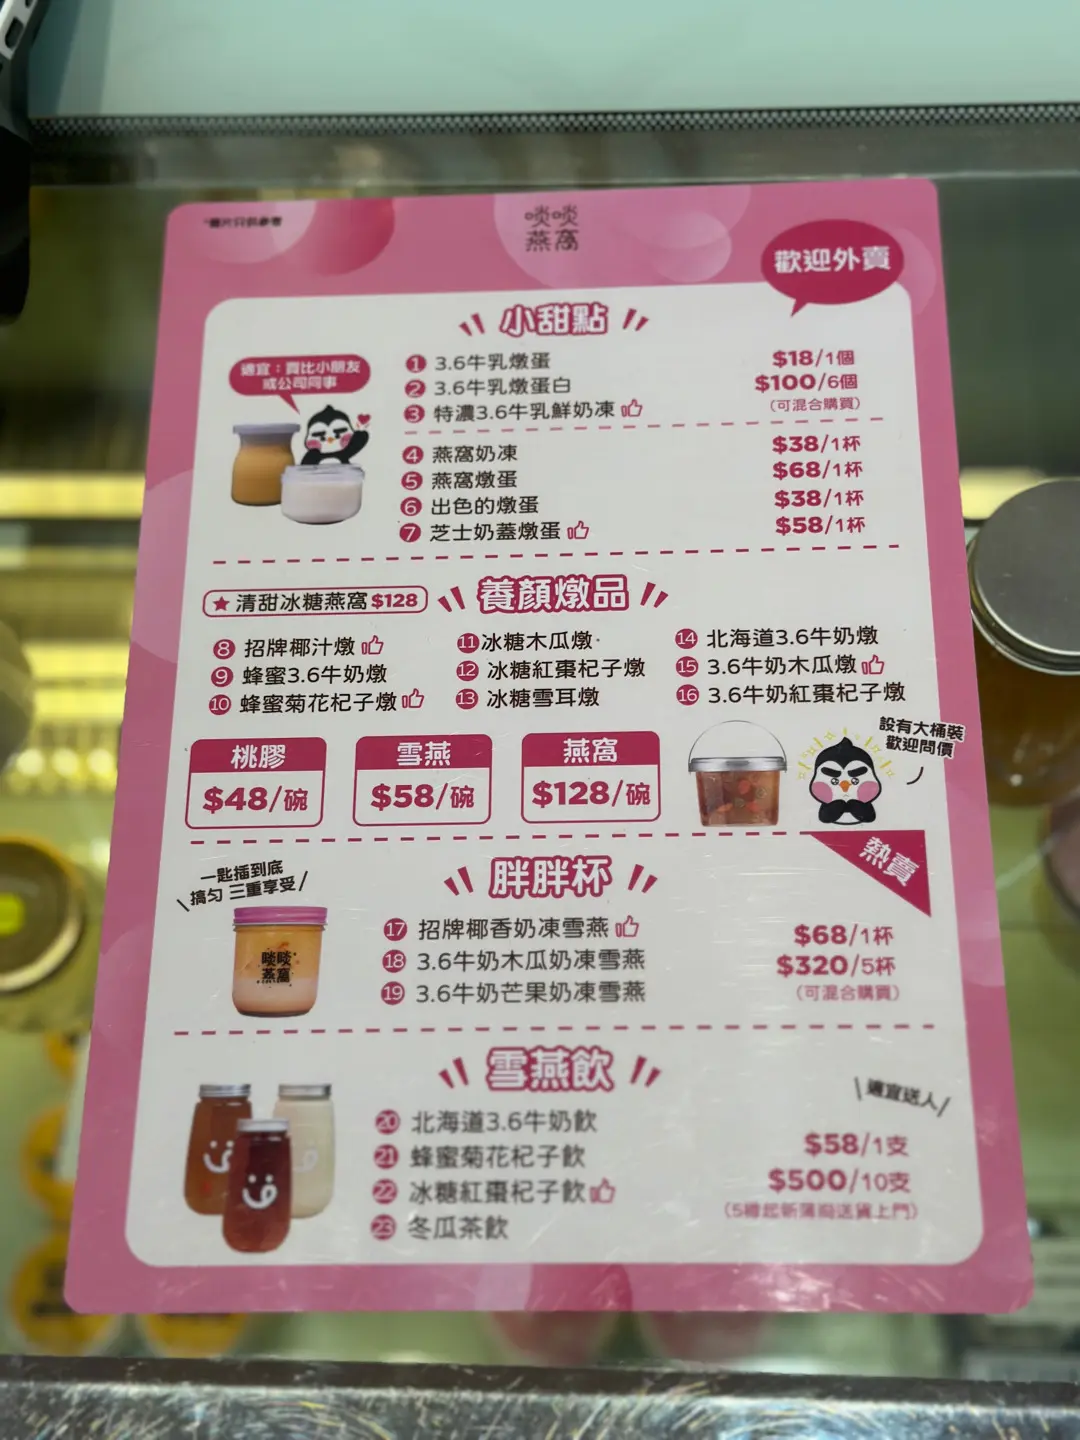 *圖片只供參考
啖啖
燕窩
歡迎外賣
小甜點
適宜：買比小朋友
或公司同事
1 3.6牛乳燉蛋 $18/1個
2 3.6牛乳燉蛋白 $100/6個
3 特濃3.6牛乳鮮奶凍 (可混合購買)
4 燕窩奶凍 $38/1杯
5 燕窩燉蛋 $68/1杯
6 出色的燉蛋 $38/1杯
7 芝士奶蓋燉蛋 $58/1杯
★清甜冰糖燕窩$128
養顏燉品
8 招牌椰汁燉
9 蜂蜜3.6牛奶燉
10 蜂蜜菊花杞子燉
11 冰糖木瓜燉
12 冰糖紅棗杞子燉
13 冰糖雪耳燉
14 北海道3.6牛奶燉
15 3.6牛奶木瓜燉
16 3.6牛奶紅棗杞子燉
桃膠
$48/碗
雪燕
$58/碗
燕窩
$128/碗
設有大桶裝
歡迎問價
熱賣
一匙插到底
搞勻 三重享受
胖胖杯
啖啖
燕窩
17 招牌椰香奶凍雪燕 $68/1杯
18 3.6牛奶木瓜奶凍雪燕 $320/5杯
19 3.6牛奶芒果奶凍雪燕 (可混合購買)
雪燕飲
適宜送人
20 北海道3.6牛奶飲
21 蜂蜜菊花杞子飲 $58/1支
22 冰糖紅棗杞子飲 $500/10支
23 冬瓜茶飲